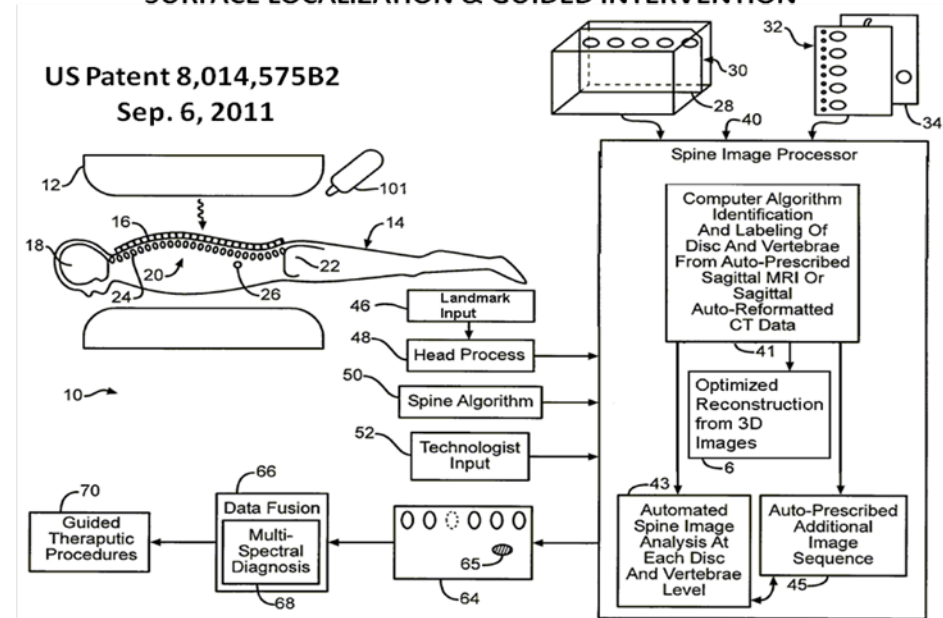 SURFACE LOCALIZATION & GUIDED INTERVENTION
US Patent 8,014,575B2
Sep. 6, 2011
12
101
16
14
18
20
22
24
26
10
30
28
32
34
40
Spine Image Processor
Computer Algorithm
Identification
And Labeling Of
Disc And Vertebrae
From Auto-Prescribed
Sagittal MRI Or
Sagittal
Auto-Reformatted
CT Data
41
46
Landmark
Input
48
Head Process
50
Spine Algorithm
52
Technologist
Input
Optimized
Reconstruction
from 3D
Images
6
43
Automated
Spine Image
Analysis At
Each Disc
And Vertebrae
Level
Auto-Prescribed
Additional
Image
Sequence
45
65
64
66
Data Fusion
Multi-
Spectral
Diagnosis
68
70
Guided
Theraputic
Procedures